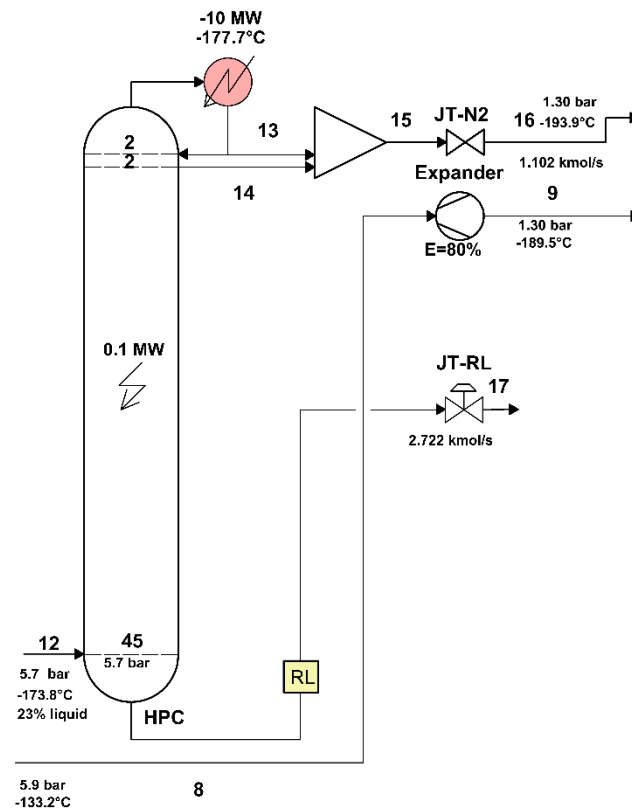 -10 MW
-177.7°C
13
15
JT-N2
16
1.30 bar
-193.9°C
1.102 kmol/s
2
2
14
Expander
9
1.30 bar
-189.5°C
E=80%
0.1 MW
JT-RL
17
2.722 kmol/s
12
45
5.7 bar
5.7 bar
-173.8°C
23% liquid
RL
HPC
5.9 bar
-133.2°C
8